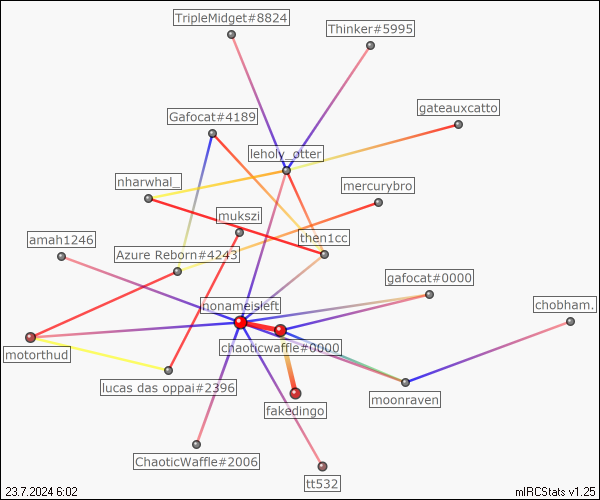 TripleMidget#8824
Thinker#5995
gateauxcatto
Gafocat#4189
leholy_otter
nharwhal_
mercurybro
mukszi
amah1246
then1cc
Azure Reborn#4243
gafocat#0000
nonameisleft
chobham.
chaoticwaffle#0000
motorthud
lucas das oppai#2396
moonraven
fakedingo
ChaoticWaffle#2006
tt532
23.7.2024 6:02
mIRCStats v1.25